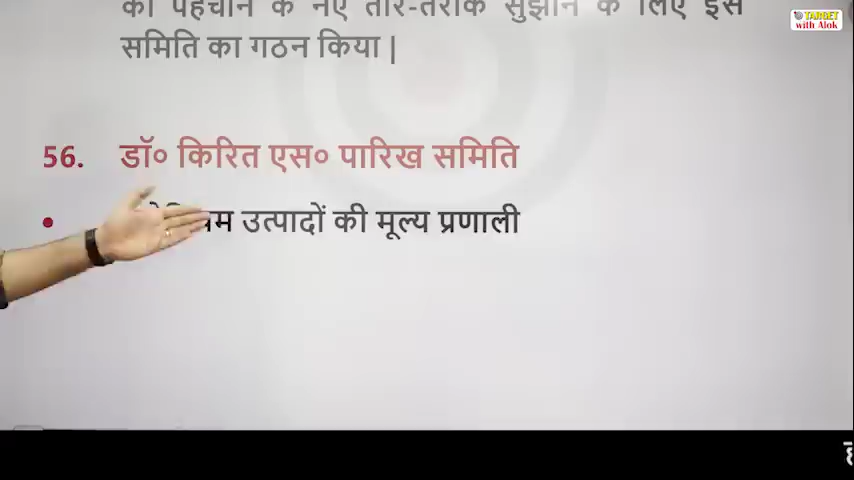 TARGET
with Alok
की पहचान के नए तौर-तरीके सुझाने के लिए इस
समिति का गठन किया |
56. डॉ० किरित एस० पारिख समिति
• उत्पादों की मूल्य प्रणाली